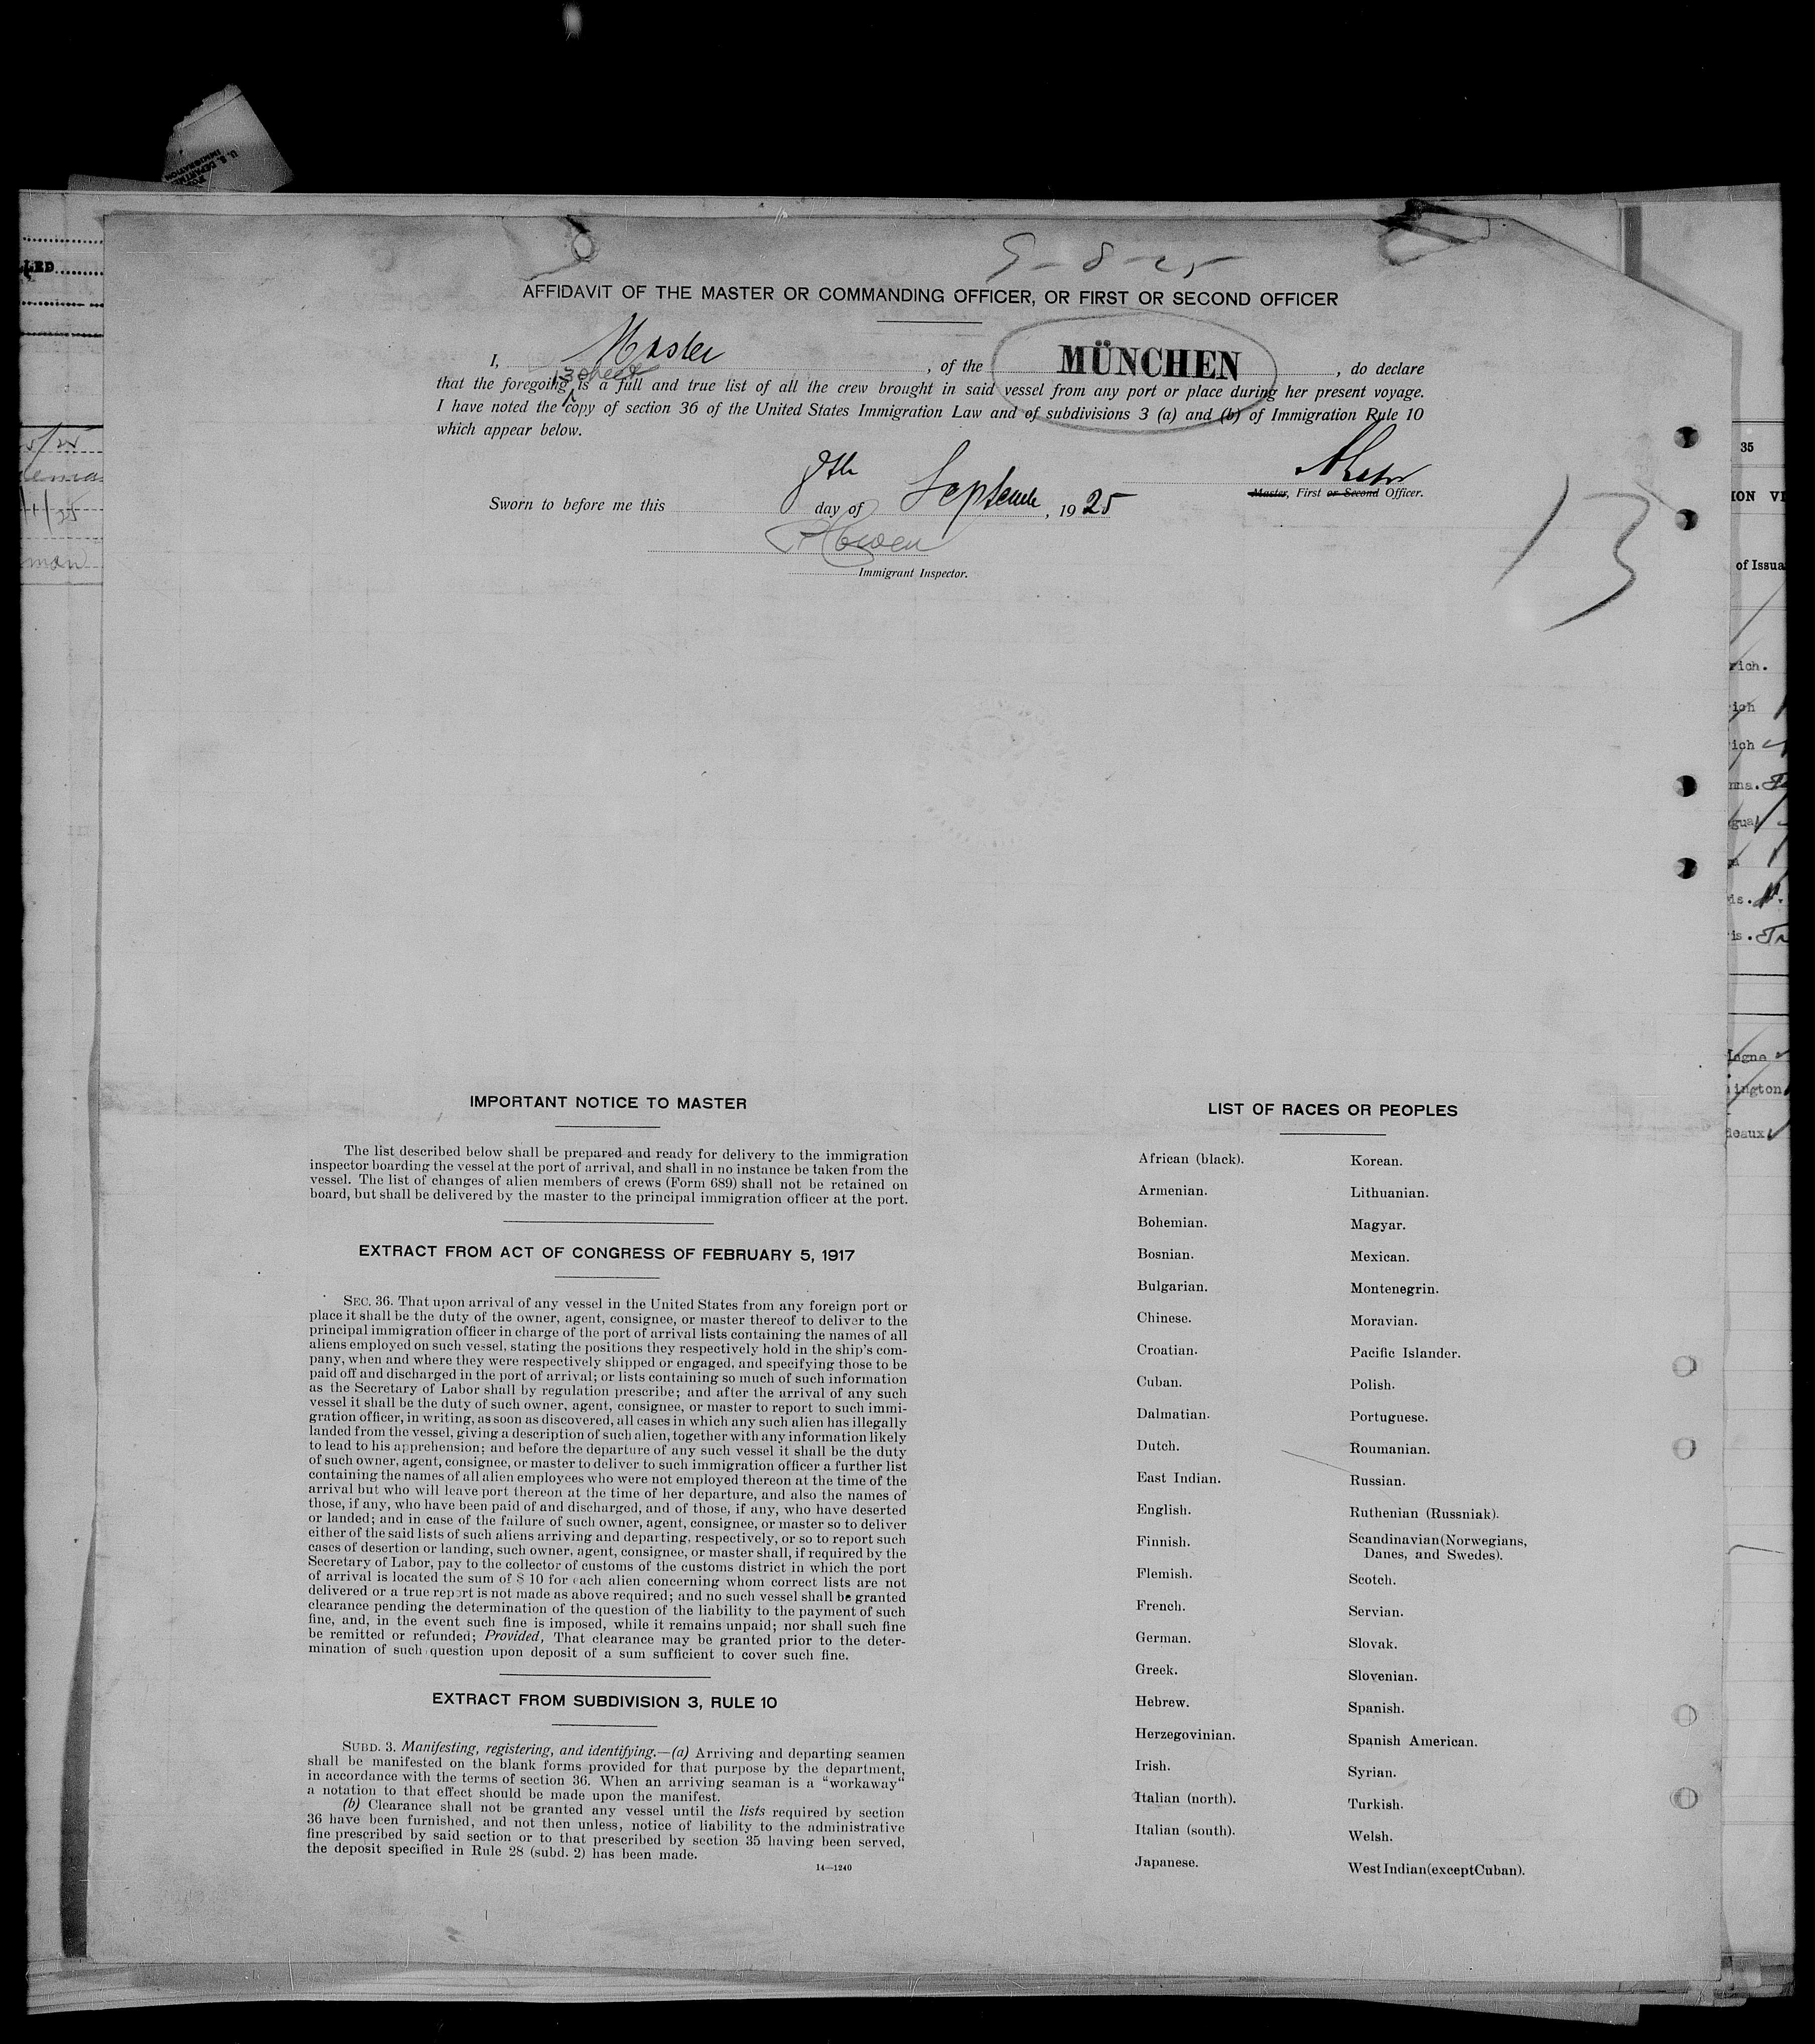 9-8-25
AFFIDAVIT OF THE MASTER OR COMMANDING OFFICER, OR FIRST OR SECOND OFFICER
I, Master, of the MÜNCHEN, do declare
13 sheets
that the foregoing is a full and true list of all the crew brought in said vessel from any port or place during her present voyage.
I have noted the copy of section 36 of the United States Immigration Law and of subdivisions 3 (a) and (b) of Immigration Rule 10
which appear below.
Master, First or Second Officer.
Sworn to before me this 8th day of September, 1925
Immigrant Inspector.
13
IMPORTANT NOTICE TO MASTER
The list described below shall be prepared and ready for delivery to the immigration
inspector boarding the vessel at the port of arrival, and shall in no instance be taken from the
vessel. The list of changes of alien members of crews (Form 689) shall not be retained on
board, but shall be delivered by the master to the principal immigration officer at the port.
EXTRACT FROM ACT OF CONGRESS OF FEBRUARY 5, 1917
SEC. 36. That upon arrival of any vessel in the United States from any foreign port or
place it shall be the duty of the owner, agent, consignee, or master thereof to deliver to the
principal immigration officer in charge of the port of arrival lists containing the names of all
aliens employed on such vessel, stating the positions they respectively hold in the ship's com-
pany, when and where they were respectively shipped or engaged, and specifying those to be
paid off and discharged in the port of arrival; or lists containing so much of such information
as the Secretary of Labor shall by regulation prescribe; and after the arrival of any such
vessel it shall be the duty of such owner, agent, consignee, or master to report to such immi-
gration officer, in writing, as soon as discovered, all cases in which any such alien has illegally
landed from the vessel, giving a description of such alien, together with any information likely
to lead to his apprehension; and before the departure of any such vessel it shall be the duty
of such owner, agent, consignee, or master to deliver to such immigration officer a further list
containing the names of all alien employees who were not employed thereon at the time of the
arrival but who will leave port thereon at the time of her departure, and also the names of
those, if any, who have been paid of and discharged, and of those, if any, who have deserted
or landed; and in case of the failure of such owner, agent, consignee, or master so to deliver
either of the said lists of such aliens arriving and departing, respectively, or so to report such
cases of desertion or landing, such owner, agent, consignee, or master shall, if required by the
Secretary of Labor, pay to the collector of customs of the customs district in which the port
of arrival is located the sum of $ 10 for each alien concerning whom correct lists are not
delivered or a true report is not made as above required; and no such vessel shall be granted
clearance pending the determination of the question of the liability to the payment of such
fine, and, in the event such fine is imposed, while it remains unpaid; nor shall such fine
be remitted or refunded; Provided, That clearance may be granted prior to the deter-
mination of such question upon deposit of a sum sufficient to cover such fine.
EXTRACT FROM SUBDIVISION 3, RULE 10
SUBD. 3. Manifesting, registering, and identifying.—(a) Arriving and departing seamen
shall be manifested on the blank forms provided for that purpose by the department,
in accordance with the terms of section 36. When an arriving seaman is a "workaway"
a notation to that effect should be made upon the manifest.
(b) Clearance shall not be granted any vessel until the lists required by section
36 have been furnished, and not then unless, notice of liability to the administrative
fine prescribed by said section or to that prescribed by section 35 having been served,
the deposit specified in Rule 28 (subd. 2) has been made.
14—1240
LIST OF RACES OR PEOPLES
African (black).
Armenian.
Bohemian.
Bosnian.
Bulgarian.
Chinese.
Croatian.
Cuban.
Dalmatian.
Dutch.
East Indian.
English.
Finnish.
Flemish.
French.
German.
Greek.
Hebrew.
Herzegovinian.
Irish.
Italian (north).
Italian (south).
Japanese.
Korean.
Lithuanian.
Magyar.
Mexican.
Montenegrin.
Moravian.
Pacific Islander.
Polish.
Portuguese.
Roumanian.
Russian.
Ruthenian (Russniak).
Scandinavian (Norwegians,
Danes, and Swedes).
Scotch.
Servian.
Slovak.
Slovenian.
Spanish.
Spanish American.
Syrian.
Turkish.
Welsh.
West Indian (except Cuban).
35
of Issua